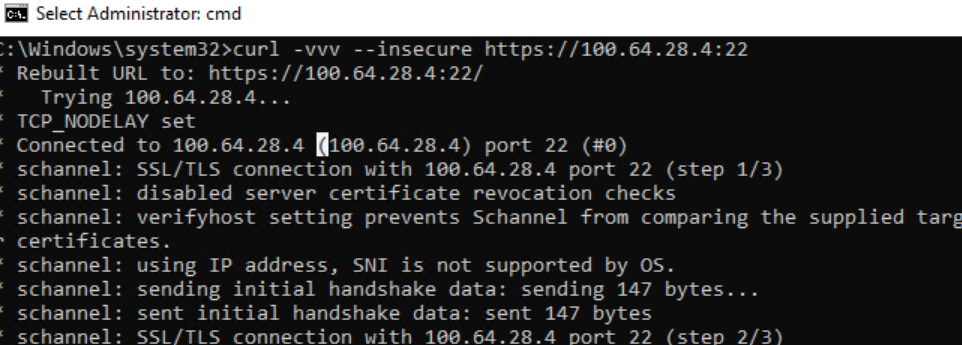 Select Administrator: cmd
C:\Windows\system32>curl -vvv --insecure https://100.64.28.4:22
* Rebuilt URL to: https://100.64.28.4:22/
*   Trying 100.64.28.4...
* TCP_NODELAY set
* Connected to 100.64.28.4 (100.64.28.4) port 22 (#0)
* schannel: SSL/TLS connection with 100.64.28.4 port 22 (step 1/3)
* schannel: disabled server certificate revocation checks
* schannel: verifyhost setting prevents Schannel from comparing the supplied targ
r certificates.
* schannel: using IP address, SNI is not supported by OS.
* schannel: sending initial handshake data: sending 147 bytes...
* schannel: sent initial handshake data: sent 147 bytes
* schannel: SSL/TLS connection with 100.64.28.4 port 22 (step 2/3)